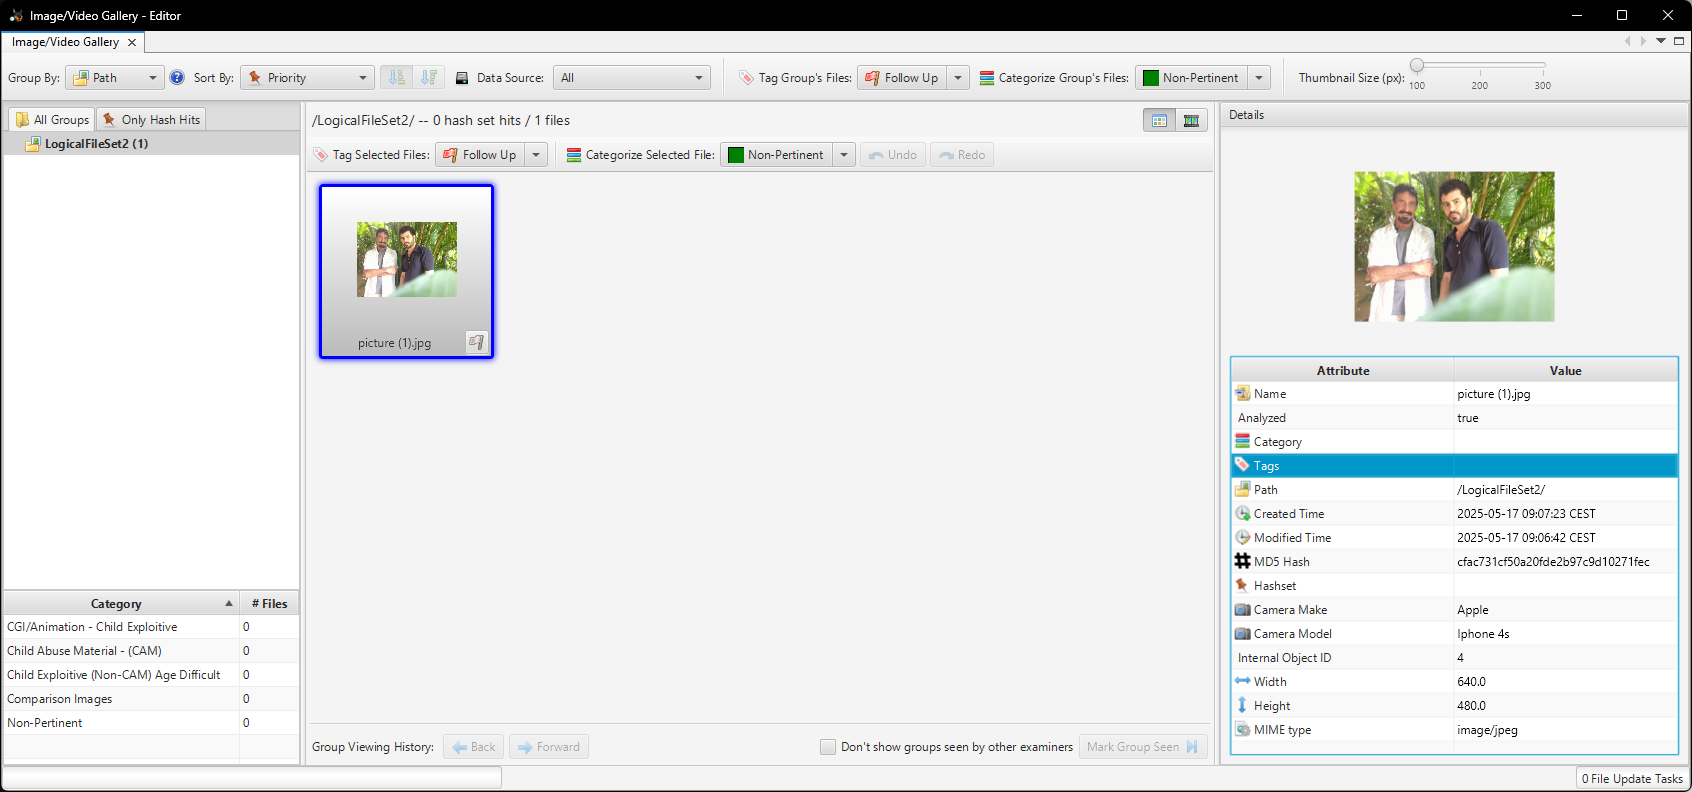 Image/Video Gallery - Editor
Image/Video Gallery
Group By: Path Sort By: Priority Data Source: All Tag Group's Files: Follow Up Categorize Group's Files: Non-Pertinent Thumbnail Size (px): 100 200 300
All Groups Only Hash Hits
LogicalFileSet2 (1)
Category # Files
CGI/Animation - Child Exploitive 0
Child Abuse Material - (CAM) 0
Child Exploitive (Non-CAM) Age Difficult 0
Comparison Images 0
Non-Pertinent 0
/LogicalFileSet2/ -- 0 hash set hits / 1 files
Tag Selected Files: Follow Up Categorize Selected File: Non-Pertinent Undo Redo
picture (1).jpg
Group Viewing History: Back Forward Don't show groups seen by other examiners Mark Group Seen
Details
Attribute Value
Name picture (1).jpg
Analyzed true
Category
Tags
Path /LogicalFileSet2/
Created Time 2025-05-17 09:07:23 CEST
Modified Time 2025-05-17 09:06:42 CEST
MD5 Hash cfac731cf50a20fde2b97c9d10271fec
Hashset
Camera Make Apple
Camera Model Iphone 4s
Internal Object ID 4
Width 640.0
Height 480.0
MIME type image/jpeg
0 File Update Tasks